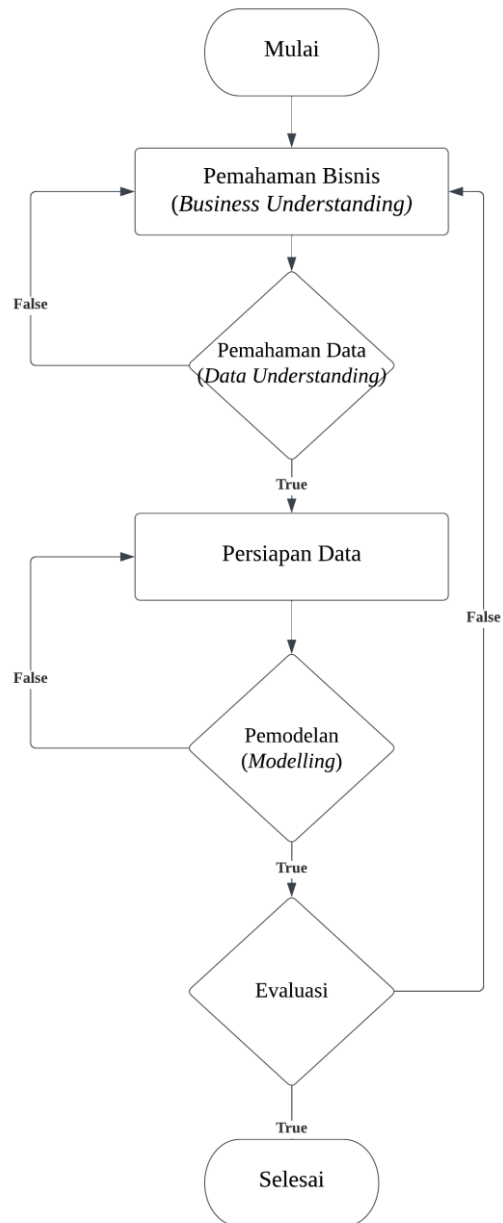 Mulai
Pemahaman Bisnis
(Business Understanding)
False
Pemahaman Data
(Data Understanding)
True
Persiapan Data
False
False
Pemodelan
(Modelling)
True
Evaluasi
True
Selesai